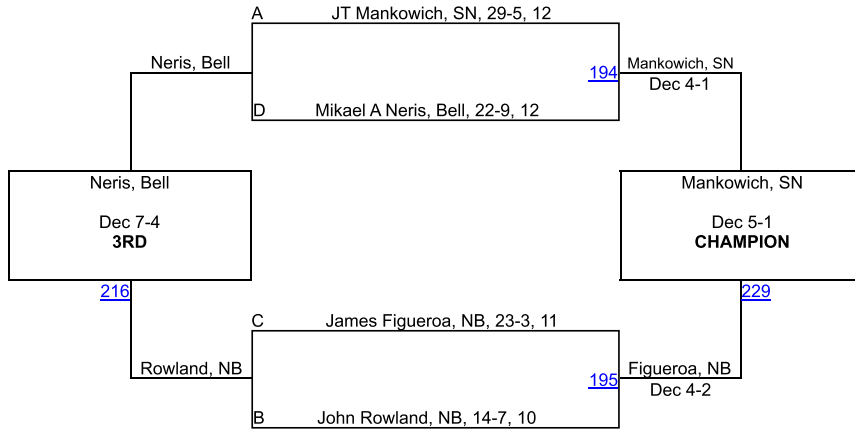 A
JT Mankowich, SN, 29-5, 12
Neris, Bell
194
Mankowich, SN
Dec 4-1
D
Mikael A Neris, Bell, 22-9, 12
Neris, Bell
Dec 7-4
3RD
216
Mankowich, SN
Dec 5-1
CHAMPION
229
C
James Figueroa, NB, 23-3, 11
Rowland, NB
195
Figueroa, NB
Dec 4-2
B
John Rowland, NB, 14-7, 10